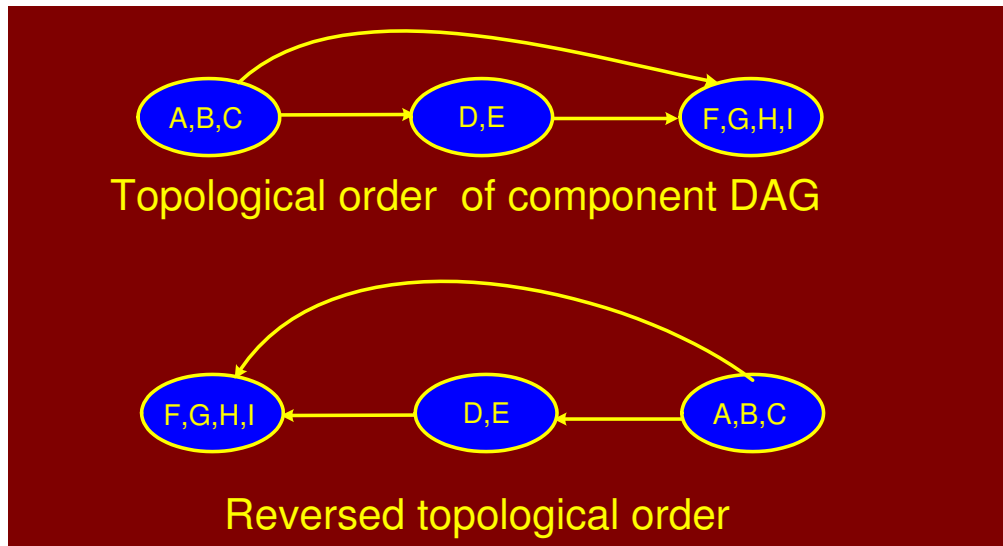 A,B,C D,E F,G,H,I
Topological order of component DAG
F,G,H,I D,E A,B,C
Reversed topological order